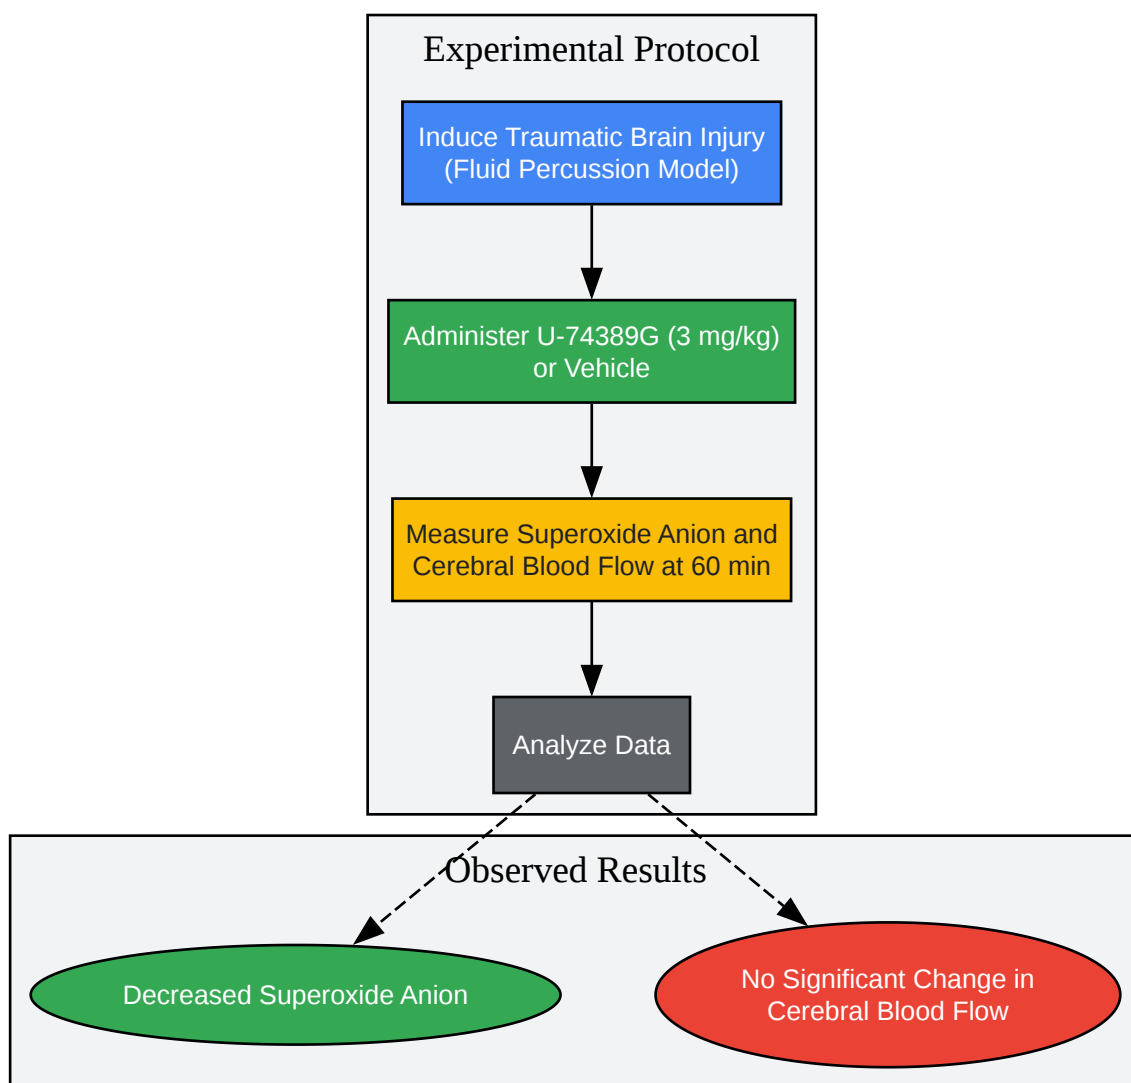 Experimental Protocol
Induce Traumatic Brain Injury
(Fluid Percussion Model)
Administer U-74389G (3 mg/kg)
or Vehicle
Measure Superoxide Anion and
Cerebral Blood Flow at 60 min
Analyze Data
Observed Results
Decreased Superoxide Anion
No Significant Change in
Cerebral Blood Flow